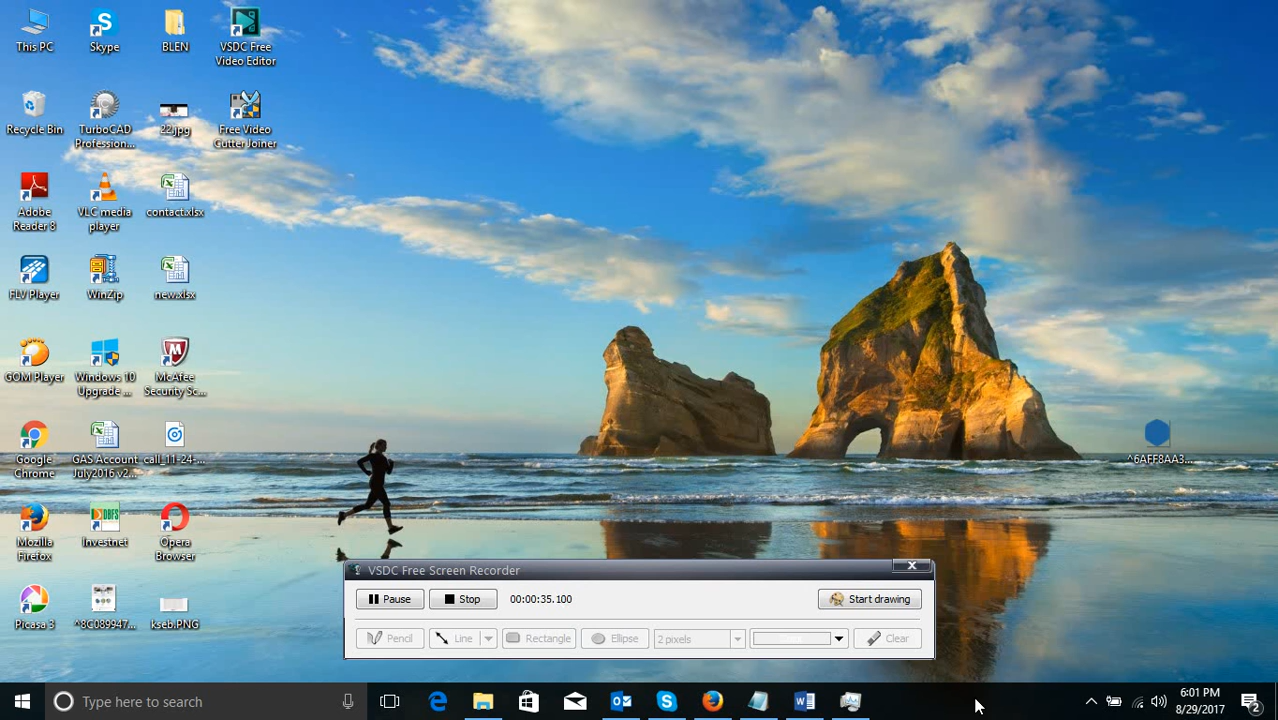 This PC
Skype
BLEN
VSDC Free
Video Editor
Recycle Bin
TurboCAD
Profession...
22.jpg
Free Video
Cutter Joiner
Adobe
Reader 8
VLC media
player
contact.xlsx
FLV Player
WinZip
new.xlsx
GOM Player
Windows 10
Upgrade ...
McAfee
Security Sc...
Google
Chrome
GAS Account
July2016 v2...
call_11-24-...
^6AFF8AA3...
Mozilla
Firefox
DBFS
Investnet
Opera
Browser
Picasa 3
^8C089947...
kseb.PNG
VSDC Free Screen Recorder
Pause
Stop
00:00:35.100
Start drawing
Pencil
Line
Rectangle
Ellipse
2 pixels
Clear
Type here to search
6:01 PM
8/29/2017
2